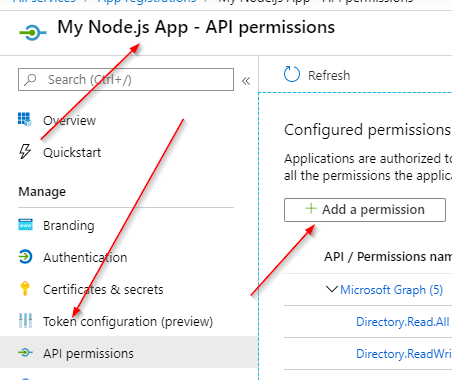 All services > App registrations > My Node.js App - API permissions
My Node.js App - API permissions
Search (Ctrl+/)
«
Overview
Quickstart
Manage
Branding
Authentication
Certificates & secrets
Token configuration (preview)
API permissions
Refresh
Configured permissions
Applications are authorized to
all the permissions the applica
+ Add a permission
API / Permissions nam
Microsoft Graph (5)
Directory.Read.All
Directory.ReadWri